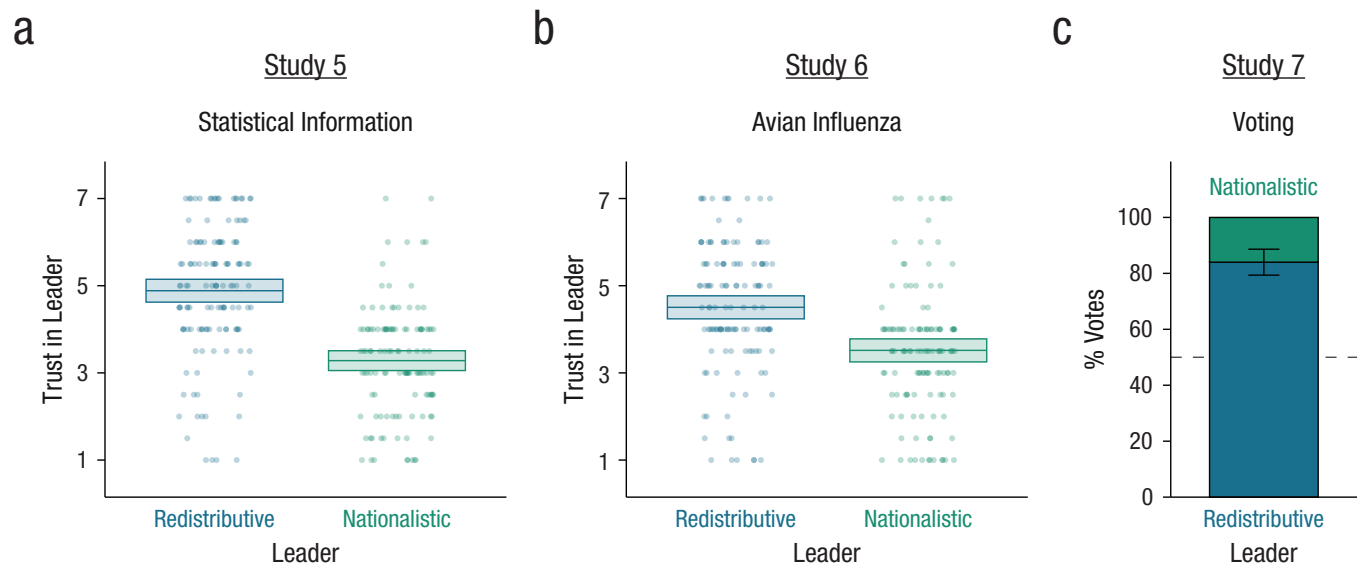 a
Study 5
Statistical Information
Trust in Leader
7
5
3
1
Redistributive
Nationalistic
Leader
b
Study 6
Avian Influenza
Trust in Leader
7
5
3
1
Redistributive
Nationalistic
Leader
c
Study 7
Voting
% Votes
Nationalistic
100
80
60
40
20
0
Redistributive
Leader